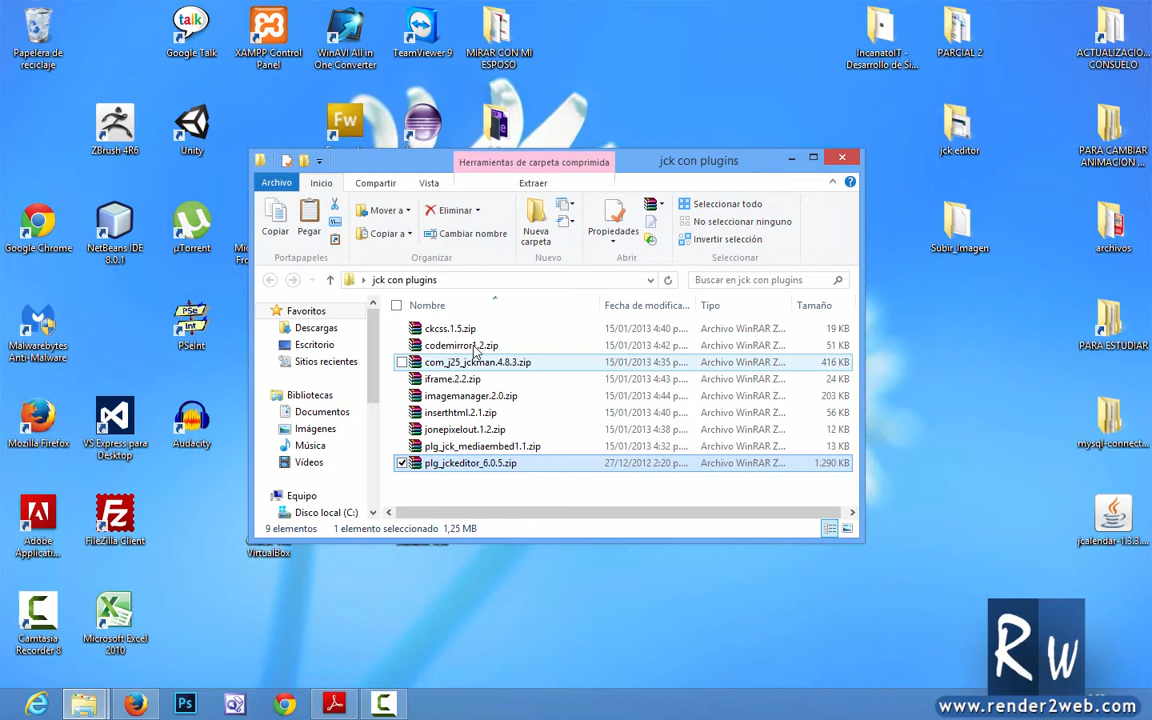 Papelera de reciclaje
Google Talk
XAMPP Control Panel
WinAVI All in One Converter
TeamViewer 9
MIRAR CON MI ESPOSO
IncanatoIT - Desarrollo de Si...
PARCIAL 2
ACTUALIZACIO... CONSUELO
ZBrush 4R6
Unity
Fw
jck editor
PARA CAMBIAR ANIMACION ...
Herramientas de carpeta comprimida
jck con plugins
Archivo
Inicio
Compartir
Vista
Extraer
Copiar
Pegar
Mover a
Copiar a
Eliminar
Cambiar nombre
Nueva carpeta
Propiedades
Seleccionar todo
No seleccionar ninguno
Invertir selección
Portapapeles
Organizar
Nuevo
Abrir
Seleccionar
jck con plugins
Buscar en jck con plugins
Google Chrome
NetBeans IDE 8.0.1
µTorrent
Subir_Imagen
archivos
Favoritos
Descargas
Escritorio
Sitios recientes
Bibliotecas
Documentos
Imágenes
Música
Vídeos
Equipo
Disco local (C:)
Nombre Fecha de modifica... Tipo Tamaño
ckcss.1.5.zip 15/01/2013 4:40 p.... Archivo WinRAR Z... 19 KB
codemirror1.2.zip 15/01/2013 4:42 p.... Archivo WinRAR Z... 51 KB
com_j25_jckman.4.8.3.zip 15/01/2013 4:43 p.... Archivo WinRAR Z... 416 KB
iframe.2.2.zip 15/01/2013 4:43 p.... Archivo WinRAR Z... 24 KB
imagemanager.2.0.zip 15/01/2013 4:44 p.... Archivo WinRAR Z... 203 KB
inserthtml.2.1.zip 15/01/2013 4:40 p.... Archivo WinRAR Z... 56 KB
jonepixelout.1.2.zip 15/01/2013 4:38 p.... Archivo WinRAR Z... 12 KB
plg_jck_mediaembed1.1.zip 15/01/2013 4:32 p.... Archivo WinRAR Z... 13 KB
plg_jckeditor_6.0.5.zip 27/12/2012 2:20 p.... Archivo WinRAR Z... 1.290 KB
9 elementos 1 elemento seleccionado 1,25 MB
Malwarebytes Anti-Malware
PSeInt
PARA ESTUDIAR
Mozilla Firefox
VS Express para Desktop
Audacity
mysql-connect...
Adobe Applicati...
FileZilla Client
VirtualBox
jcalendar-1.3.3....
Camtasia Recorder 8
Microsoft Excel 2010
Ps
Rw
www.render2web.com